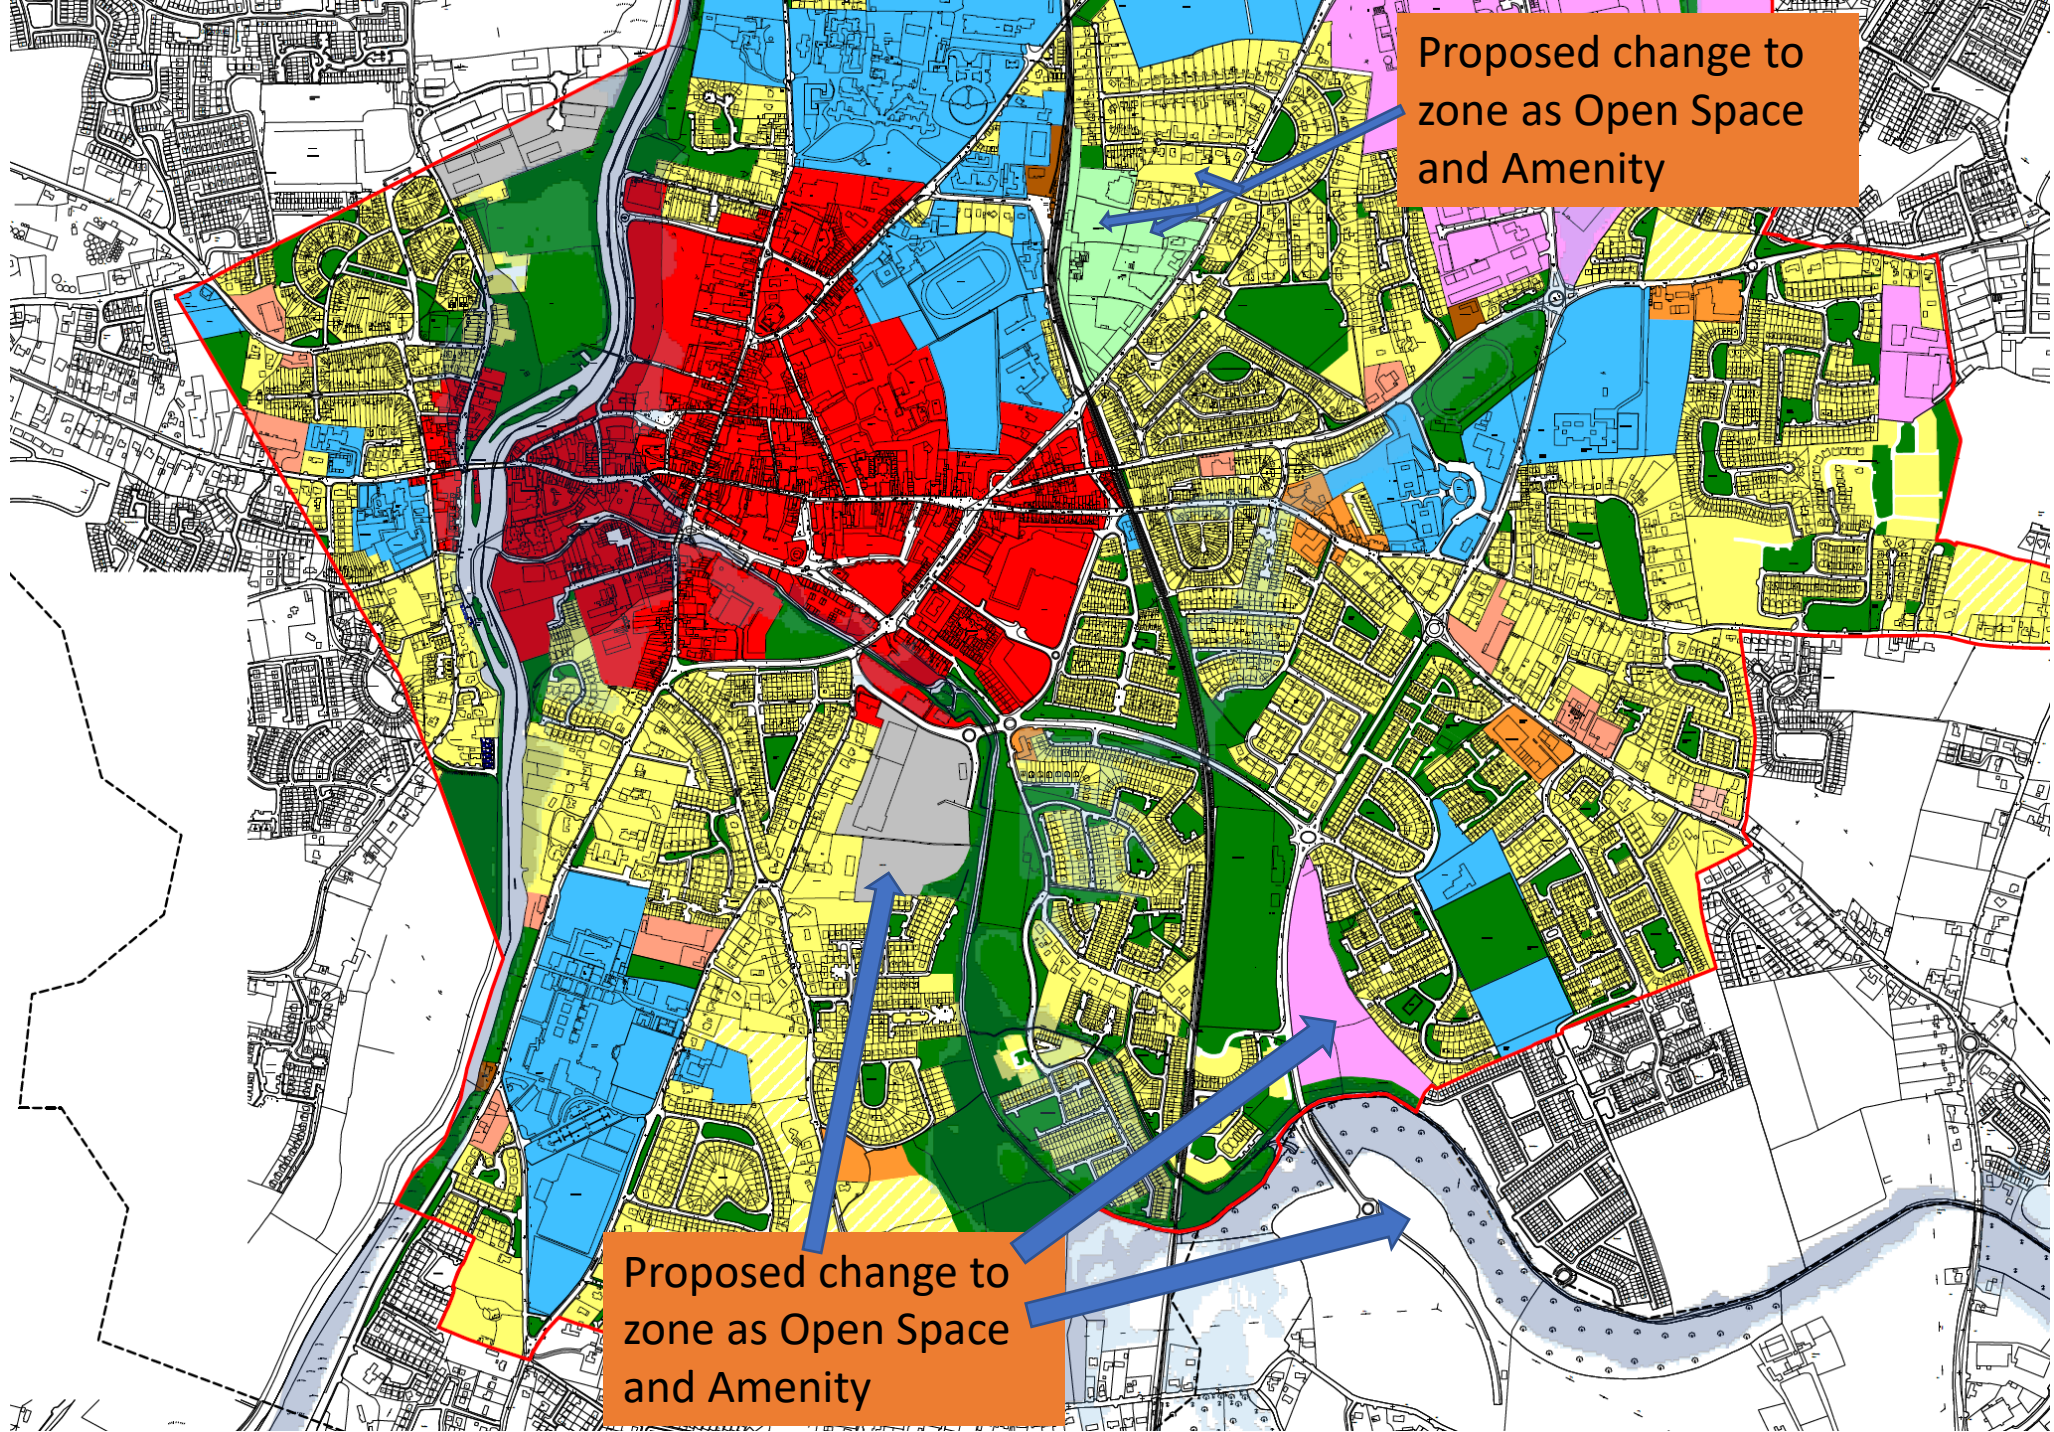 Proposed change to
zone as Open Space
and Amenity
Proposed change to
zone as Open Space
and Amenity